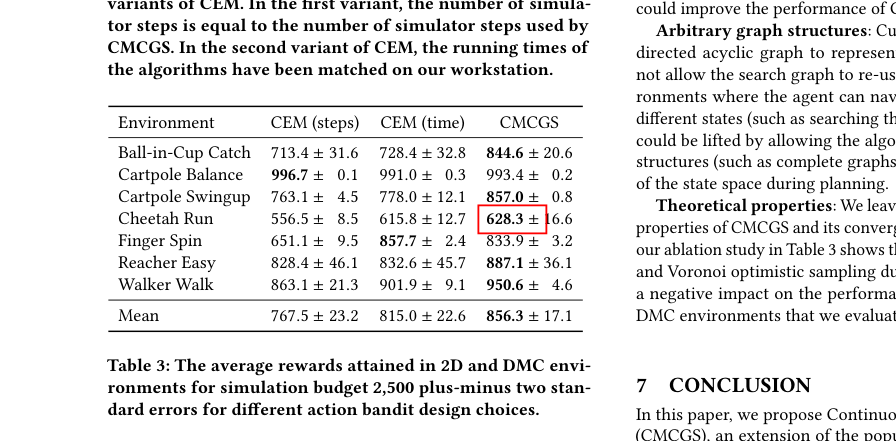 variants of CEM. In the first variant, the number of simula-
tor steps is equal to the number of simulator steps used by
CMCGS. In the second variant of CEM, the running times of
the algorithms have been matched on our workstation.
Environment CEM (steps) CEM (time) CMCGS
Ball-in-Cup Catch 713.4 ± 31.6 728.4 ± 32.8 844.6 ± 20.6
Cartpole Balance 996.7 ± 0.1 991.0 ± 0.3 993.4 ± 0.2
Cartpole Swingup 763.1 ± 4.5 778.0 ± 12.1 857.0 ± 0.8
Cheetah Run 556.5 ± 8.5 615.8 ± 12.7 628.3 ± 16.6
Finger Spin 651.1 ± 9.5 857.7 ± 2.4 833.9 ± 3.2
Reacher Easy 828.4 ± 46.1 832.6 ± 45.7 887.1 ± 36.1
Walker Walk 863.1 ± 21.3 901.9 ± 9.1 950.6 ± 4.6
Mean 767.5 ± 23.2 815.0 ± 22.6 856.3 ± 17.1
Table 3: The average rewards attained in 2D and DMC envi-
ronments for simulation budget 2,500 plus-minus two stan-
dard errors for different action bandit design choices.
could improve the performance of
Arbitrary graph structures:
directed acyclic graph to represent
not allow the search graph to re-us
ronments where the agent can nav
different states (such as searching th
could be lifted by allowing the algo
structures (such as complete graphs
of the state space during planning.
Theoretical properties: We leav
properties of CMCGS and its converg
our ablation study in Table 3 shows th
and Voronoi optimistic sampling du
a negative impact on the performa
DMC environments that we evaluat
7 CONCLUSION
In this paper, we propose Continuo
(CMCGS), an extension of the popu